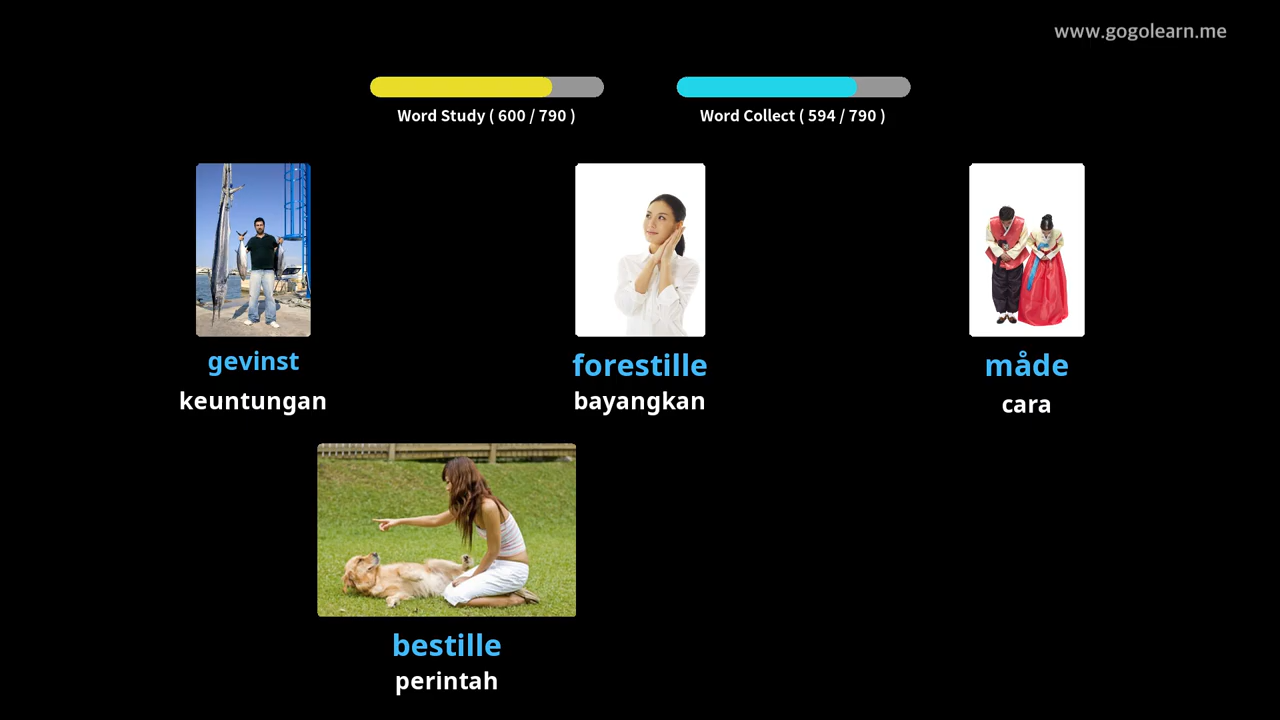 www.gogolearn.me
Word Study ( 600 / 790 )
Word Collect ( 594 / 790 )
gevinst
keuntungan
forestille
bayangkan
måde
cara
bestille
perintah